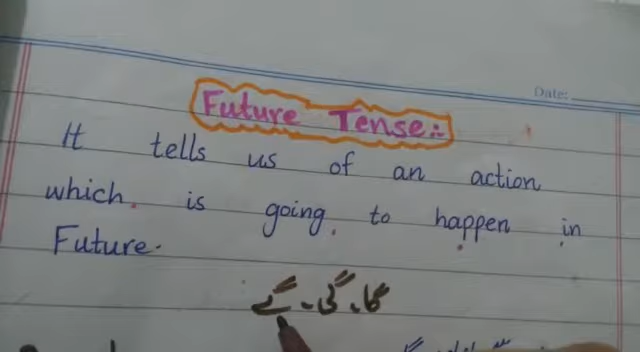 Date:
Future Tense:
It tells us of an action
which is going to happen in
Future.
گا۔ گی۔ گے